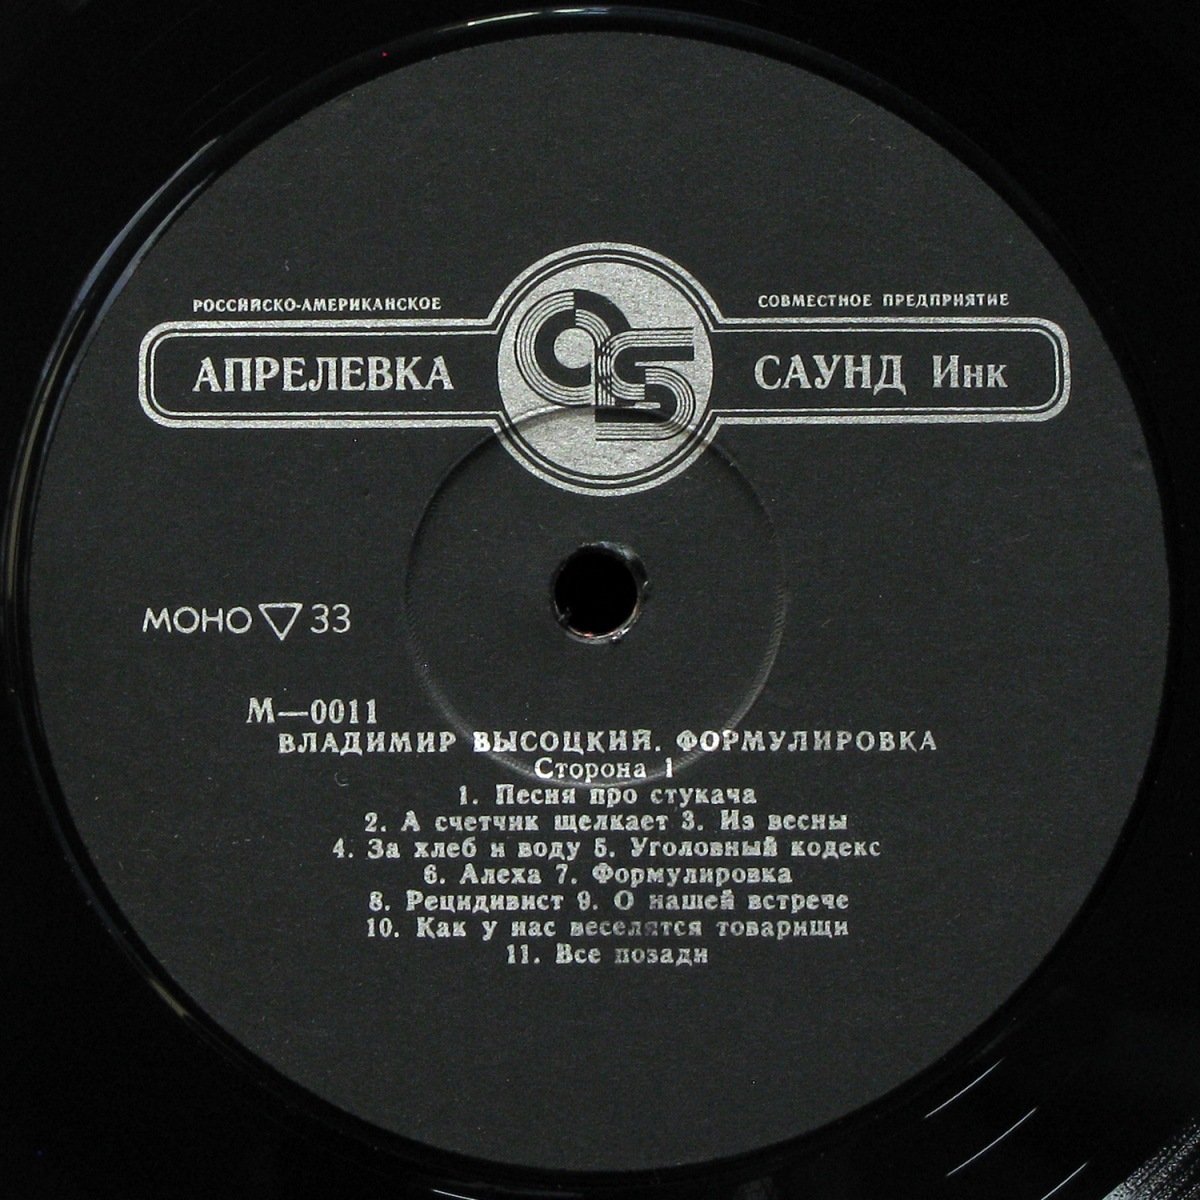 РОССИЙСКО-АМЕРИКАНСКОЕ СОВМЕСТНОЕ ПРЕДПРИЯТИЕ
АПРЕЛЕВКА САУНД Инк
МОНО ▽ 33
М—0011
ВЛАДИМИР ВЫСОЦКИЙ. ФОРМУЛИРОВКА
Сторона 1
1. Песня про стукача
2. А счетчик щелкает 3. Из весны
4. За хлеб и воду 5. Уголовный кодекс
6. Алеха 7. Формулировка
8. Рецидивист 9. О нашей встрече
10. Как у нас веселятся товарищи
11. Все позади